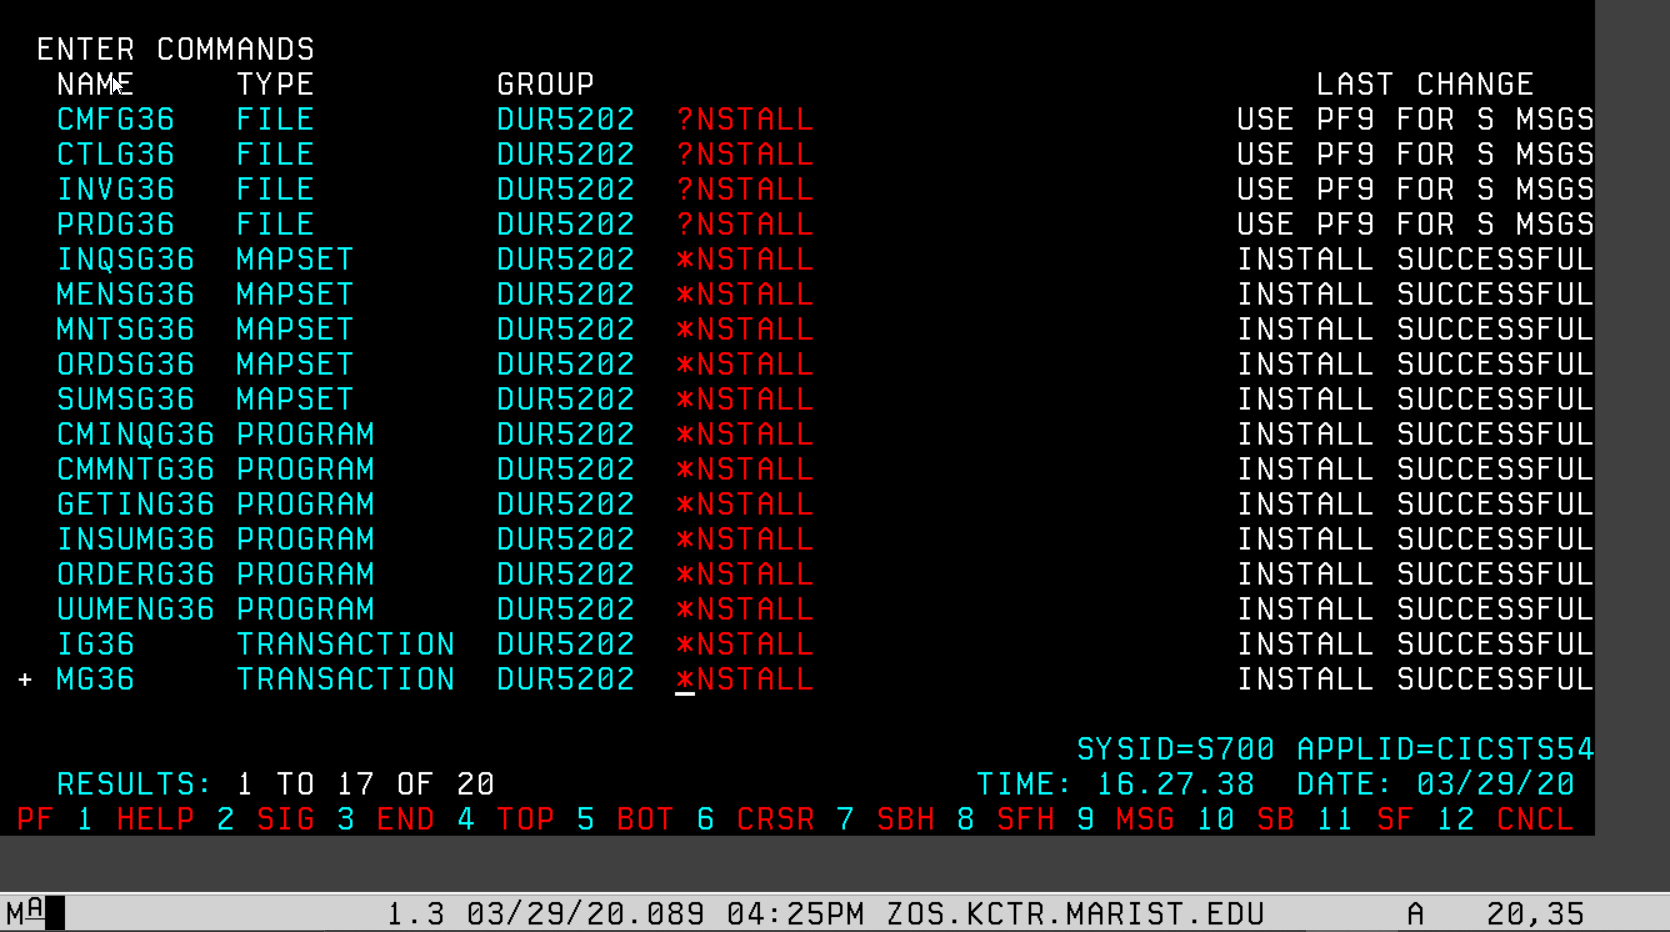 ENTER COMMANDS
NAME TYPE GROUP LAST CHANGE
CMFG36 FILE DUR5202 ?NSTALL USE PF9 FOR S MSGS
CTLG36 FILE DUR5202 ?NSTALL USE PF9 FOR S MSGS
INVG36 FILE DUR5202 ?NSTALL USE PF9 FOR S MSGS
PRDG36 FILE DUR5202 ?NSTALL USE PF9 FOR S MSGS
INQSG36 MAPSET DUR5202 *NSTALL INSTALL SUCCESSFUL
MENSG36 MAPSET DUR5202 *NSTALL INSTALL SUCCESSFUL
MNTSG36 MAPSET DUR5202 *NSTALL INSTALL SUCCESSFUL
ORDSG36 MAPSET DUR5202 *NSTALL INSTALL SUCCESSFUL
SUMSG36 MAPSET DUR5202 *NSTALL INSTALL SUCCESSFUL
CMINQG36 PROGRAM DUR5202 *NSTALL INSTALL SUCCESSFUL
CMMNTG36 PROGRAM DUR5202 *NSTALL INSTALL SUCCESSFUL
GETING36 PROGRAM DUR5202 *NSTALL INSTALL SUCCESSFUL
INSUMG36 PROGRAM DUR5202 *NSTALL INSTALL SUCCESSFUL
ORDERG36 PROGRAM DUR5202 *NSTALL INSTALL SUCCESSFUL
UUMENG36 PROGRAM DUR5202 *NSTALL INSTALL SUCCESSFUL
IG36 TRANSACTION DUR5202 *NSTALL INSTALL SUCCESSFUL
+ MG36 TRANSACTION DUR5202 *NSTALL INSTALL SUCCESSFUL
SYSID=S700 APPLID=CICSTS54
RESULTS: 1 TO 17 OF 20 TIME: 16.27.38 DATE: 03/29/20
PF 1 HELP 2 SIG 3 END 4 TOP 5 BOT 6 CRSR 7 SBH 8 SFH 9 MSG 10 SB 11 SF 12 CNCL
MA 1.3 03/29/20.089 04:25PM ZOS.KCTR.MARIST.EDU A 20,35